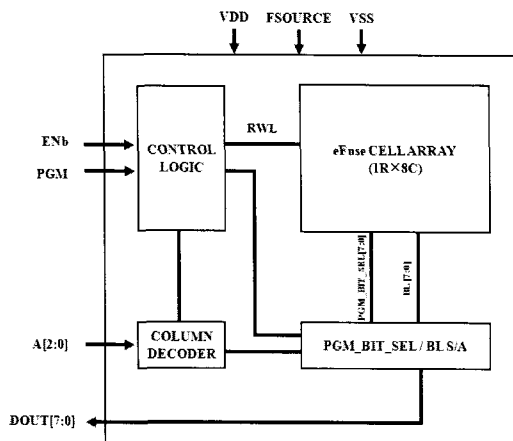 VDD FSOURCE VSS
ENb
PGM
CONTROL
LOGIC
RWL
eFuse CELLARRAY
(1R×8C)
PGM_BIT_SEL[7:0]
BL[7:0]
A[2:0]
COLUMN
DECODER
PGM_BIT_SEL / BL S/A
DOUT[7:0]